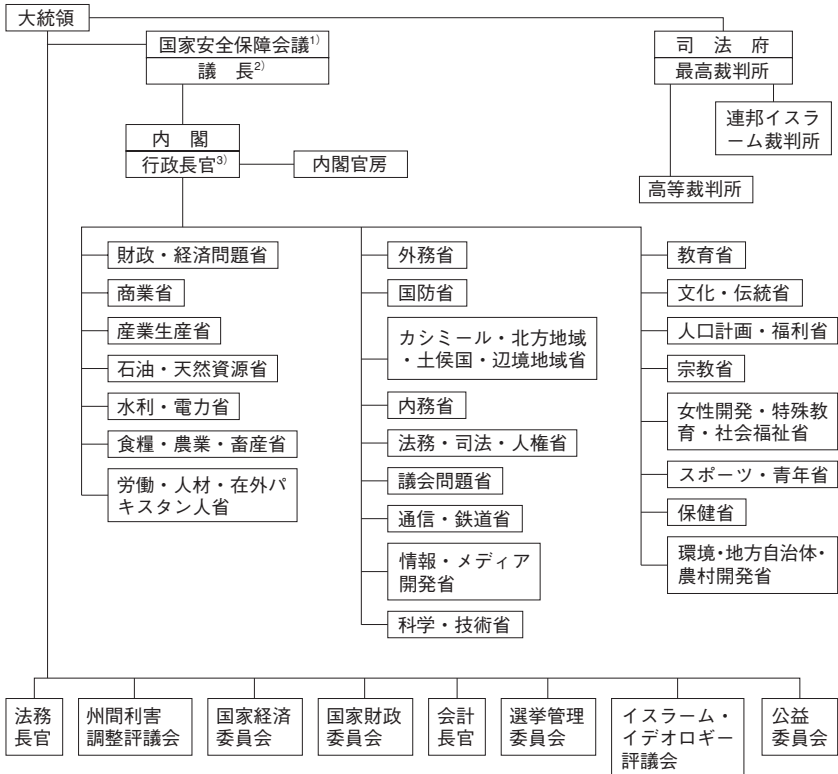 大統領
国家安全保障会議1)
議　長2)
司　法　府
最高裁判所
連邦イスラ
ーム裁判所
高等裁判所
内　閣
行政長官3)
内閣官房
財政・経済問題省
商業省
産業生産省
石油・天然資源省
水利・電力省
食糧・農業・畜産省
労働・人材・在外パ
キスタン人省
外務省
国防省
カシミール・北方地域
・土侯国・辺境地域省
内務省
法務・司法・人権省
議会問題省
通信・鉄道省
情報・メディア
開発省
科学・技術省
教育省
文化・伝統省
人口計画・福利省
宗教省
女性開発・特殊教
育・社会福祉省
スポーツ・青年省
保健省
環境・地方自治体・
農村開発省
法務
長官
州間利害
調整評議会
国家経済
委員会
国家財政
委員会
会計
長官
選挙管理
委員会
イスラーム・
イデオロギー
評議会
公益
委員会